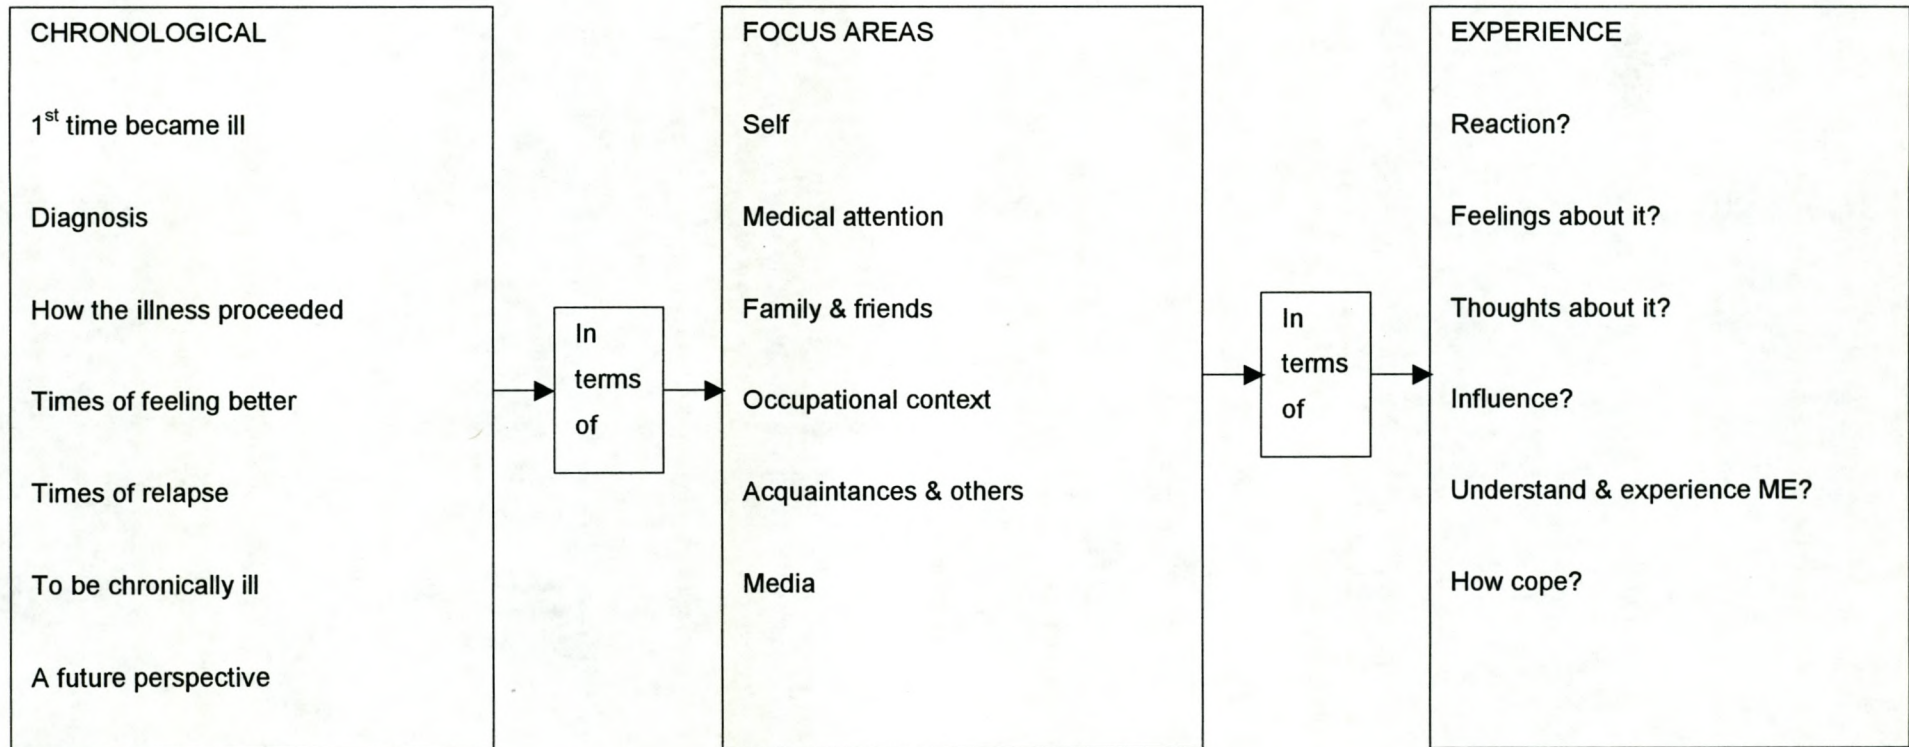 CHRONOLOGICAL
1st time became ill
Diagnosis
How the illness proceeded
Times of feeling better
Times of relapse
To be chronically ill
A future perspective
In
terms
of
FOCUS AREAS
Self
Medical attention
Family & friends
Occupational context
Acquaintances & others
Media
In
terms
of
EXPERIENCE
Reaction?
Feelings about it?
Thoughts about it?
Influence?
Understand & experience ME?
How cope?